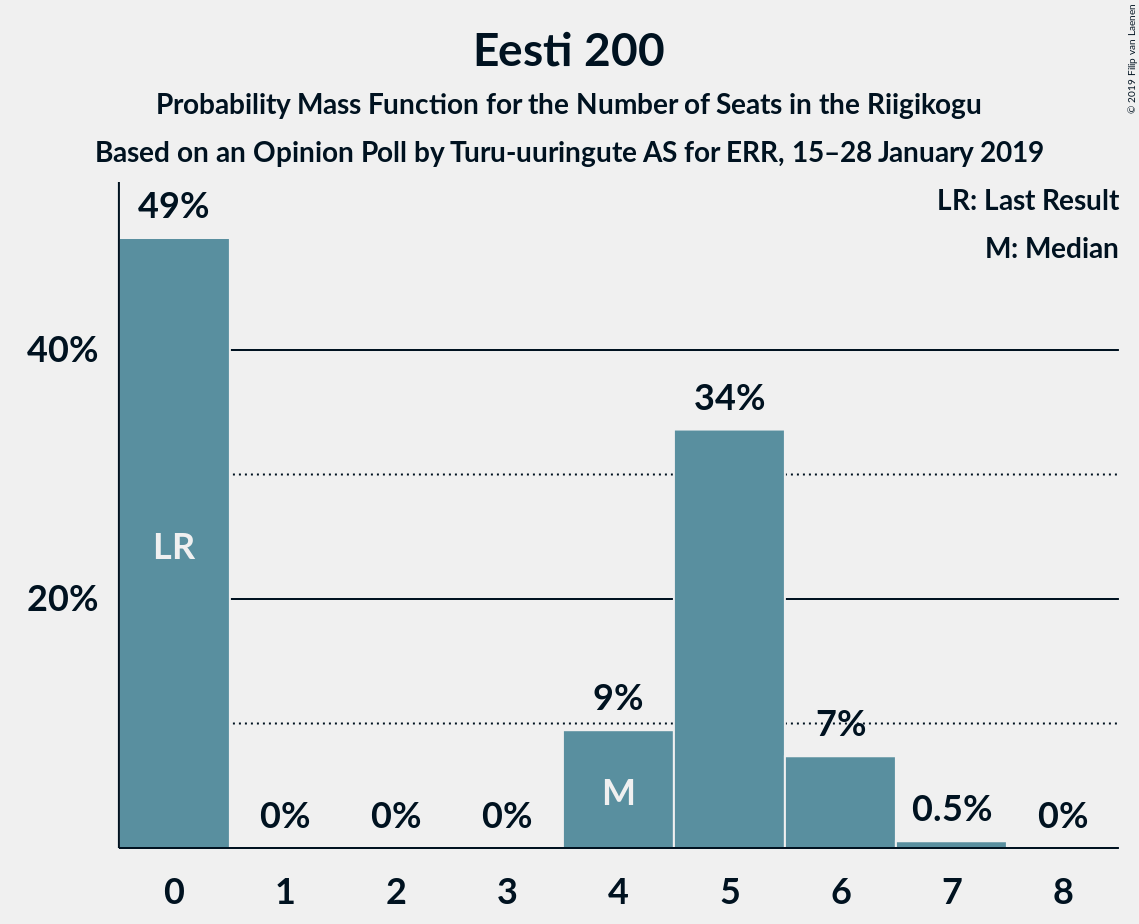 Eesti 200
Probability Mass Function for the Number of Seats in the Riigikogu
Based on an Opinion Poll by Turu-uuringute AS for ERR, 15–28 January 2019
© 2019 Filip van Laenen
LR: Last Result
M: Median
49%
40%
34%
LR
20%
9%
7%
M
0%
0%
0%
0.5%
0%
0
1
2
3
4
5
6
7
8